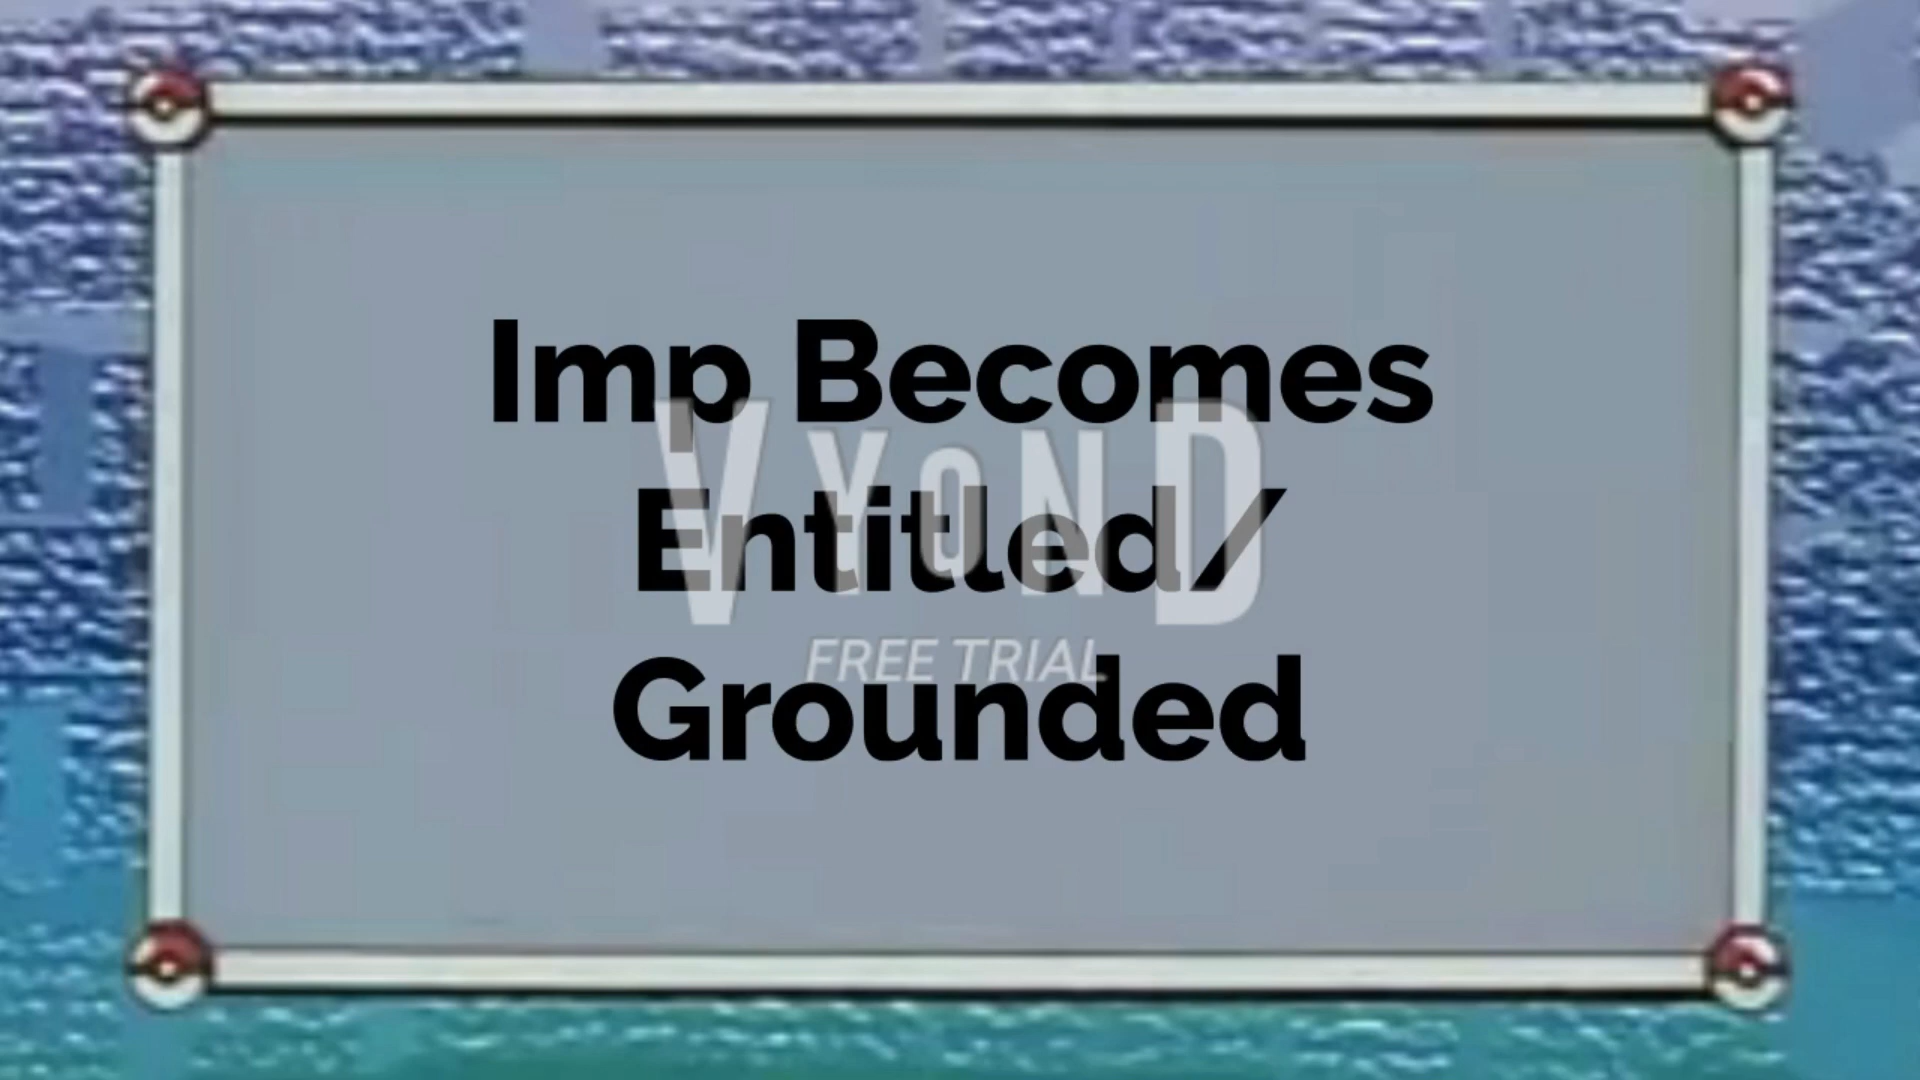 Imp Becomes
Entitled/
Grounded
VYOND
FREE TRIAL